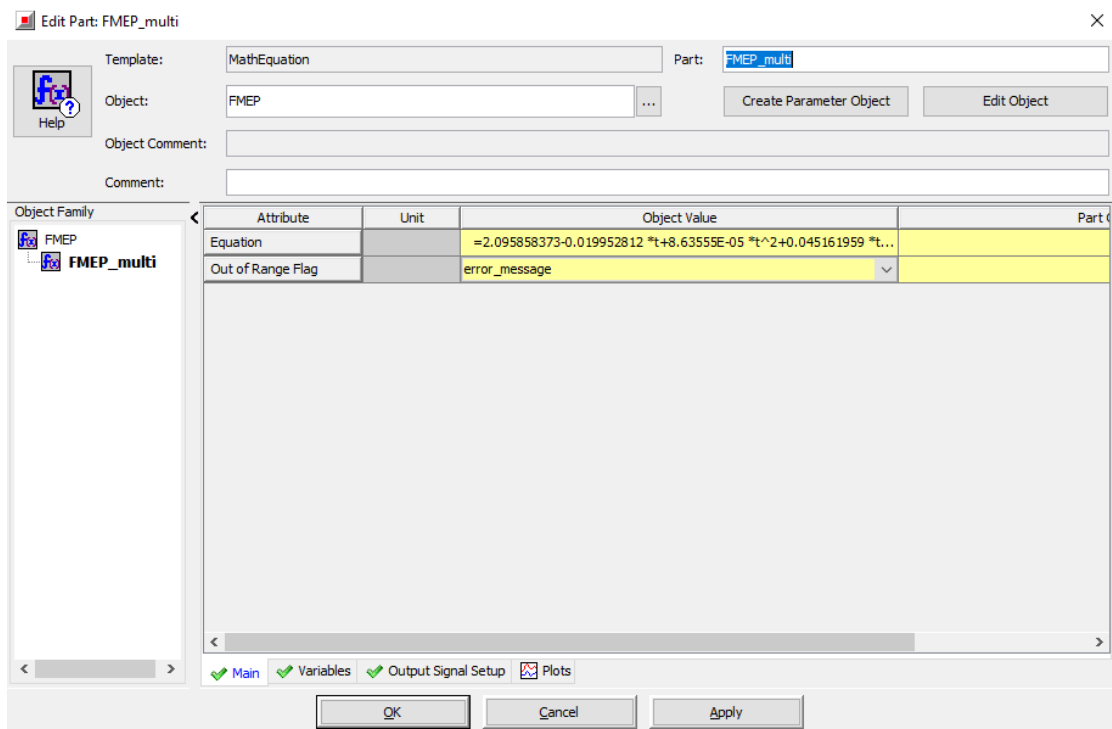 Edit Part: FMEP_multi
Template: MathEquation Part: FMEP_multi
Help
Object: FMEP ... Create Parameter Object Edit Object
Object Comment:
Comment:
Object Family
FMEP
FMEP_multi
Attribute Unit Object Value Part
Equation =2.095858373-0.019952812 *t+8.63555E-05 *t^2+0.045161959 *t...
Out of Range Flag error_message
Main Variables Output Signal Setup Plots
OK Cancel Apply